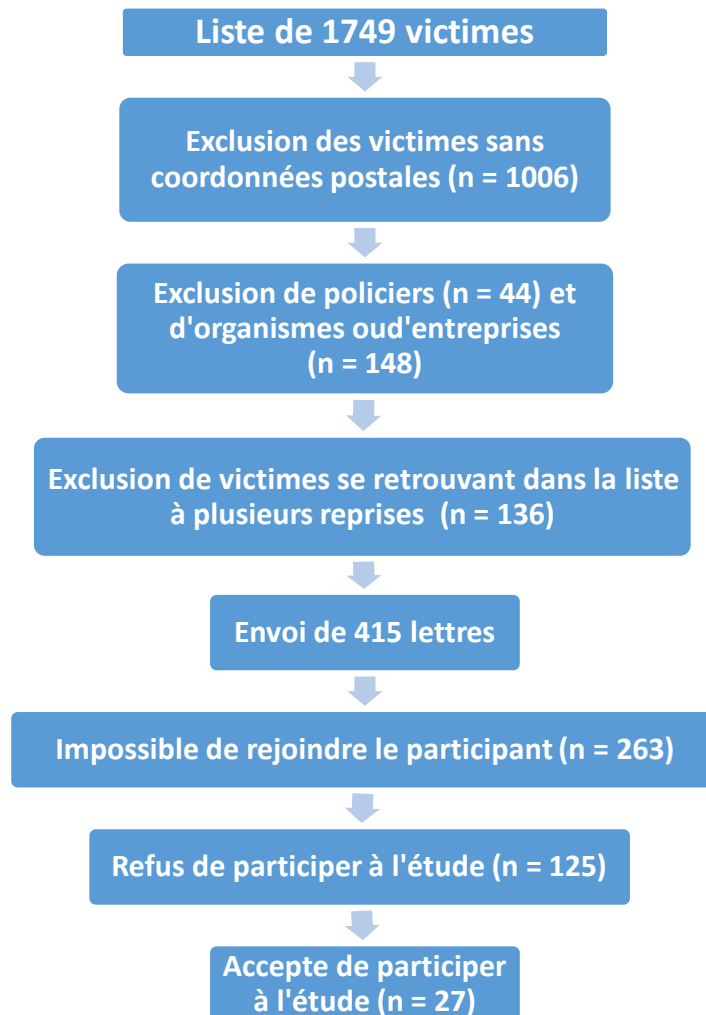 Liste de 1749 victimes
Exclusion des victimes sans
coordonnées postales (n = 1006)
Exclusion de policiers (n = 44) et
d'organismes oud'entreprises
(n = 148)
Exclusion de victimes se retrouvant dans la liste
à plusieurs reprises (n = 136)
Envoi de 415 lettres
Impossible de rejoindre le participant (n = 263)
Refus de participer à l'étude (n = 125)
Accepte de participer
à l'étude (n = 27)